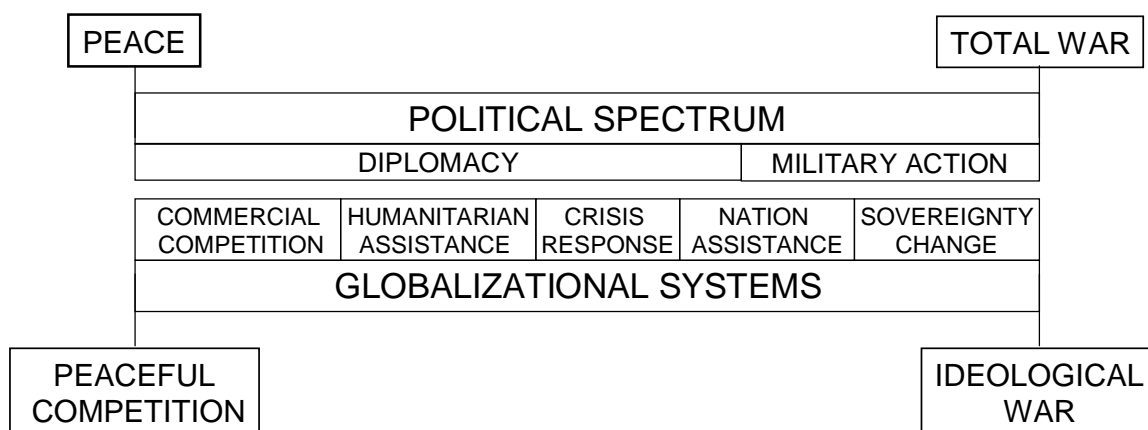 PEACE
TOTAL WAR
POLITICAL SPECTRUM
DIPLOMACY
MILITARY ACTION
COMMERCIAL
COMPETITION
HUMANITARIAN
ASSISTANCE
CRISIS
RESPONSE
NATION
ASSISTANCE
SOVEREIGNTY
CHANGE
GLOBALIZATIONAL SYSTEMS
PEACEFUL
COMPETITION
IDEOLOGICAL
WAR